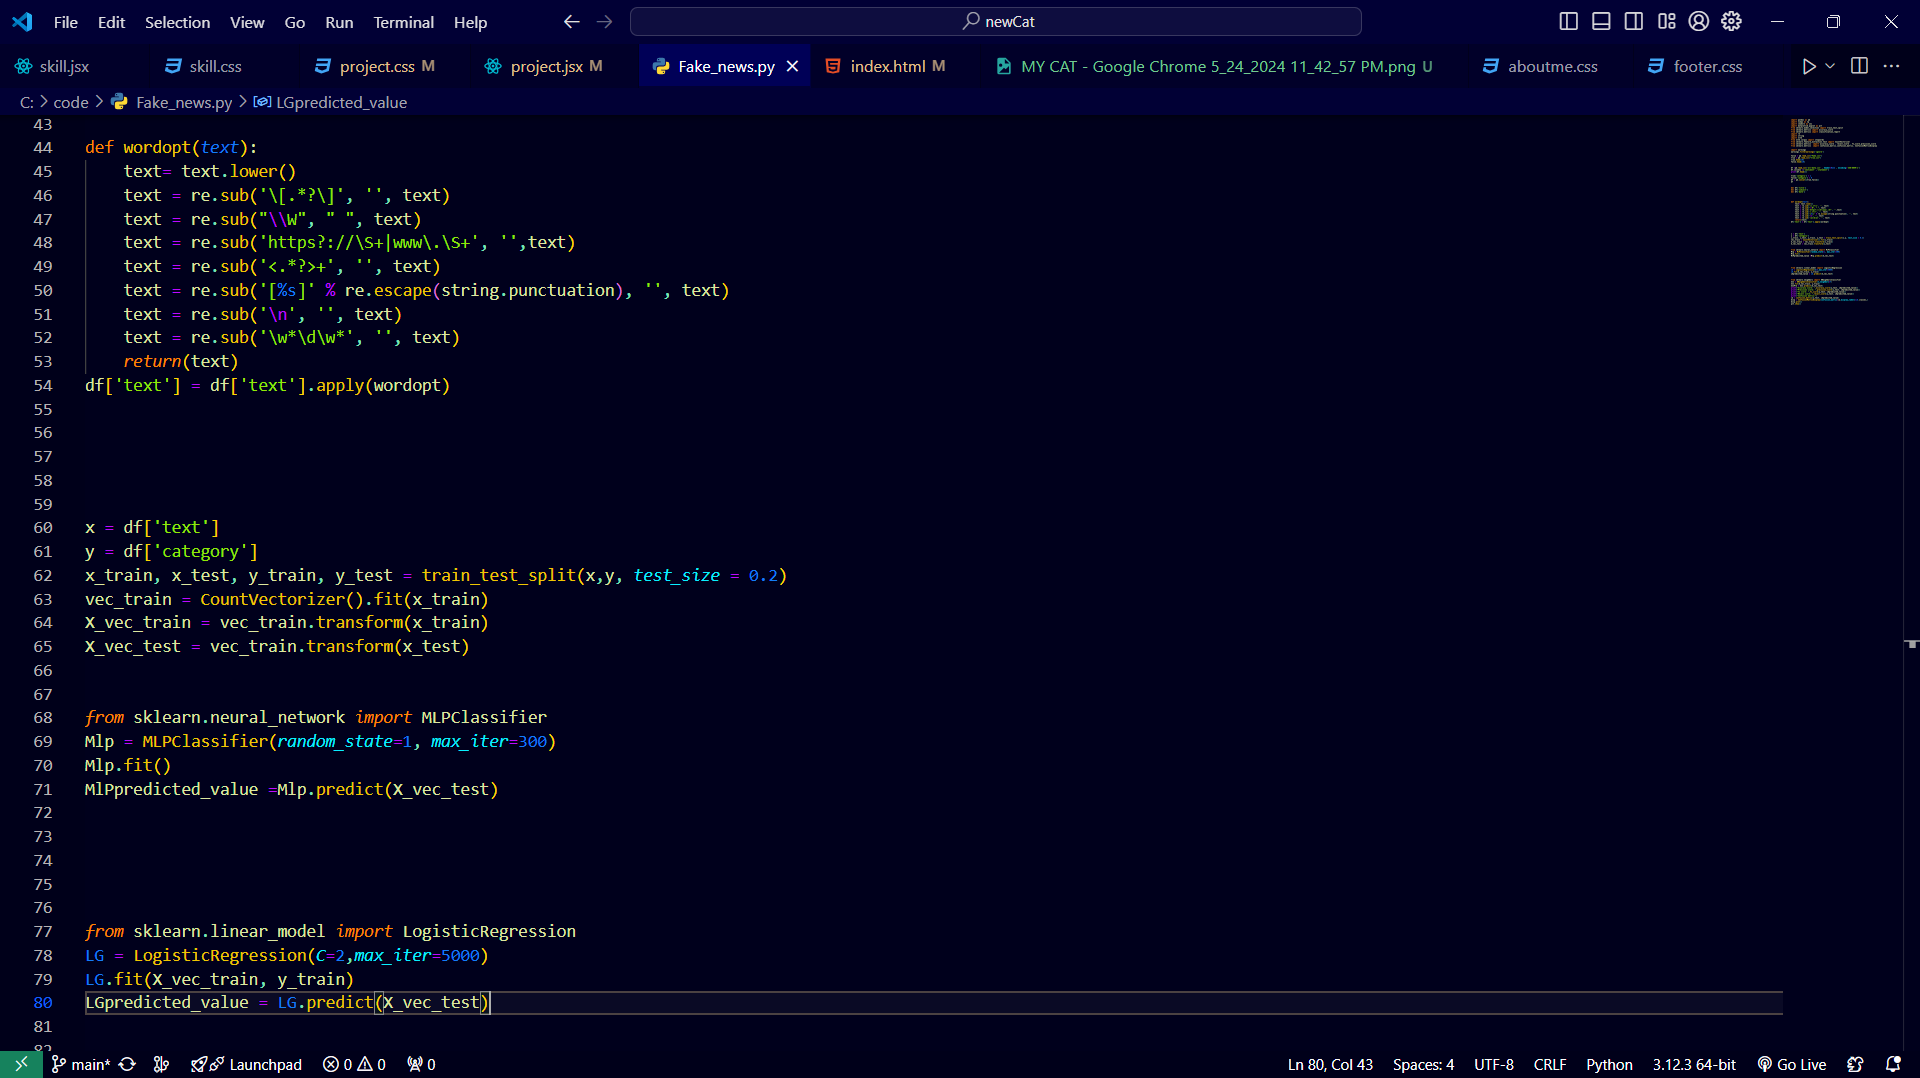 File Edit Selection View Go Run Terminal Help newCat
skill.jsx skill.css project.css M project.jsx M Fake_news.py index.html M MY CAT - Google Chrome 5_24_2024 11_42_57 PM.png U aboutme.css footer.css
C: > code > Fake_news.py > LGpredicted_value
43
44 def wordopt(text):
45 text= text.lower()
46 text = re.sub('\[.*?\]', '', text)
47 text = re.sub("\\W", " ", text)
48 text = re.sub('https?://\S+|www\.\S+', '',text)
49 text = re.sub('<.*?>+', '', text)
50 text = re.sub('[%s]' % re.escape(string.punctuation), '', text)
51 text = re.sub('\n', '', text)
52 text = re.sub('\w*\d\w*', '', text)
53 return(text)
54 df['text'] = df['text'].apply(wordopt)
55
56
57
58
59
60 x = df['text']
61 y = df['category']
62 x_train, x_test, y_train, y_test = train_test_split(x,y, test_size = 0.2)
63 vec_train = CountVectorizer().fit(x_train)
64 X_vec_train = vec_train.transform(x_train)
65 X_vec_test = vec_train.transform(x_test)
66
67
68 from sklearn.neural_network import MLPClassifier
69 Mlp = MLPClassifier(random_state=1, max_iter=300)
70 Mlp.fit()
71 MlPpredicted_value =Mlp.predict(X_vec_test)
72
73
74
75
76
77 from sklearn.linear_model import LogisticRegression
78 LG = LogisticRegression(C=2,max_iter=5000)
79 LG.fit(X_vec_train, y_train)
80 LGpredicted_value = LG.predict(X_vec_test)
81
82
main* Launchpad 0 0 0 Ln 80, Col 43 Spaces: 4 UTF-8 CRLF Python 3.12.3 64-bit Go Live